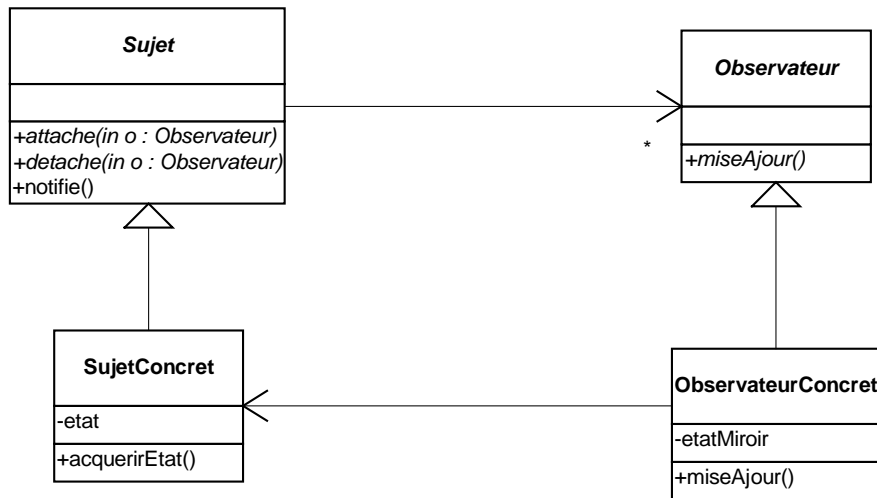 Sujet
+attache(in o : Observateur)
+detache(in o : Observateur)
+notifie()
Observateur
*
+miseAjour()
SujetConcret
-etat
+acquerirEtat()
ObservateurConcret
-etatMiroir
+miseAjour()